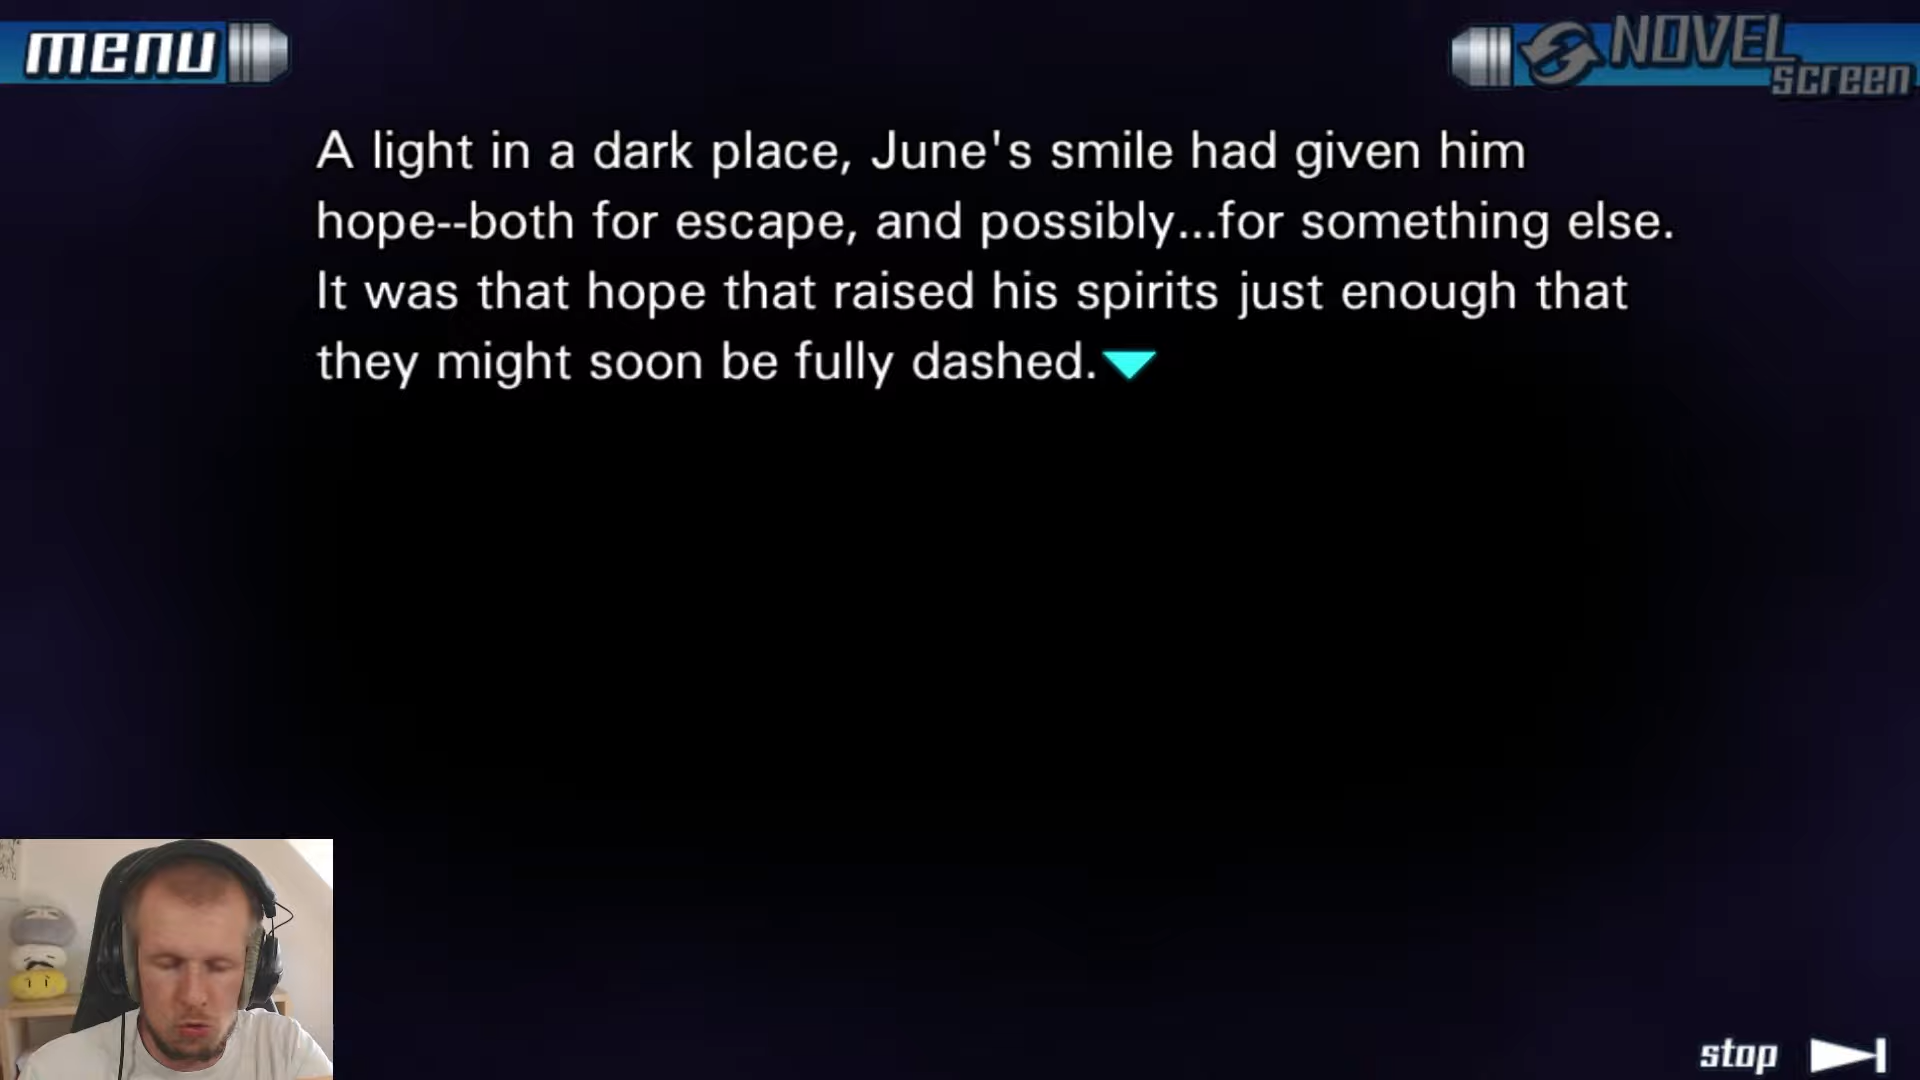 menu
NOVEL
screen
A light in a dark place, June's smile had given him
hope--both for escape, and possibly...for something else.
It was that hope that raised his spirits just enough that
they might soon be fully dashed.
stop